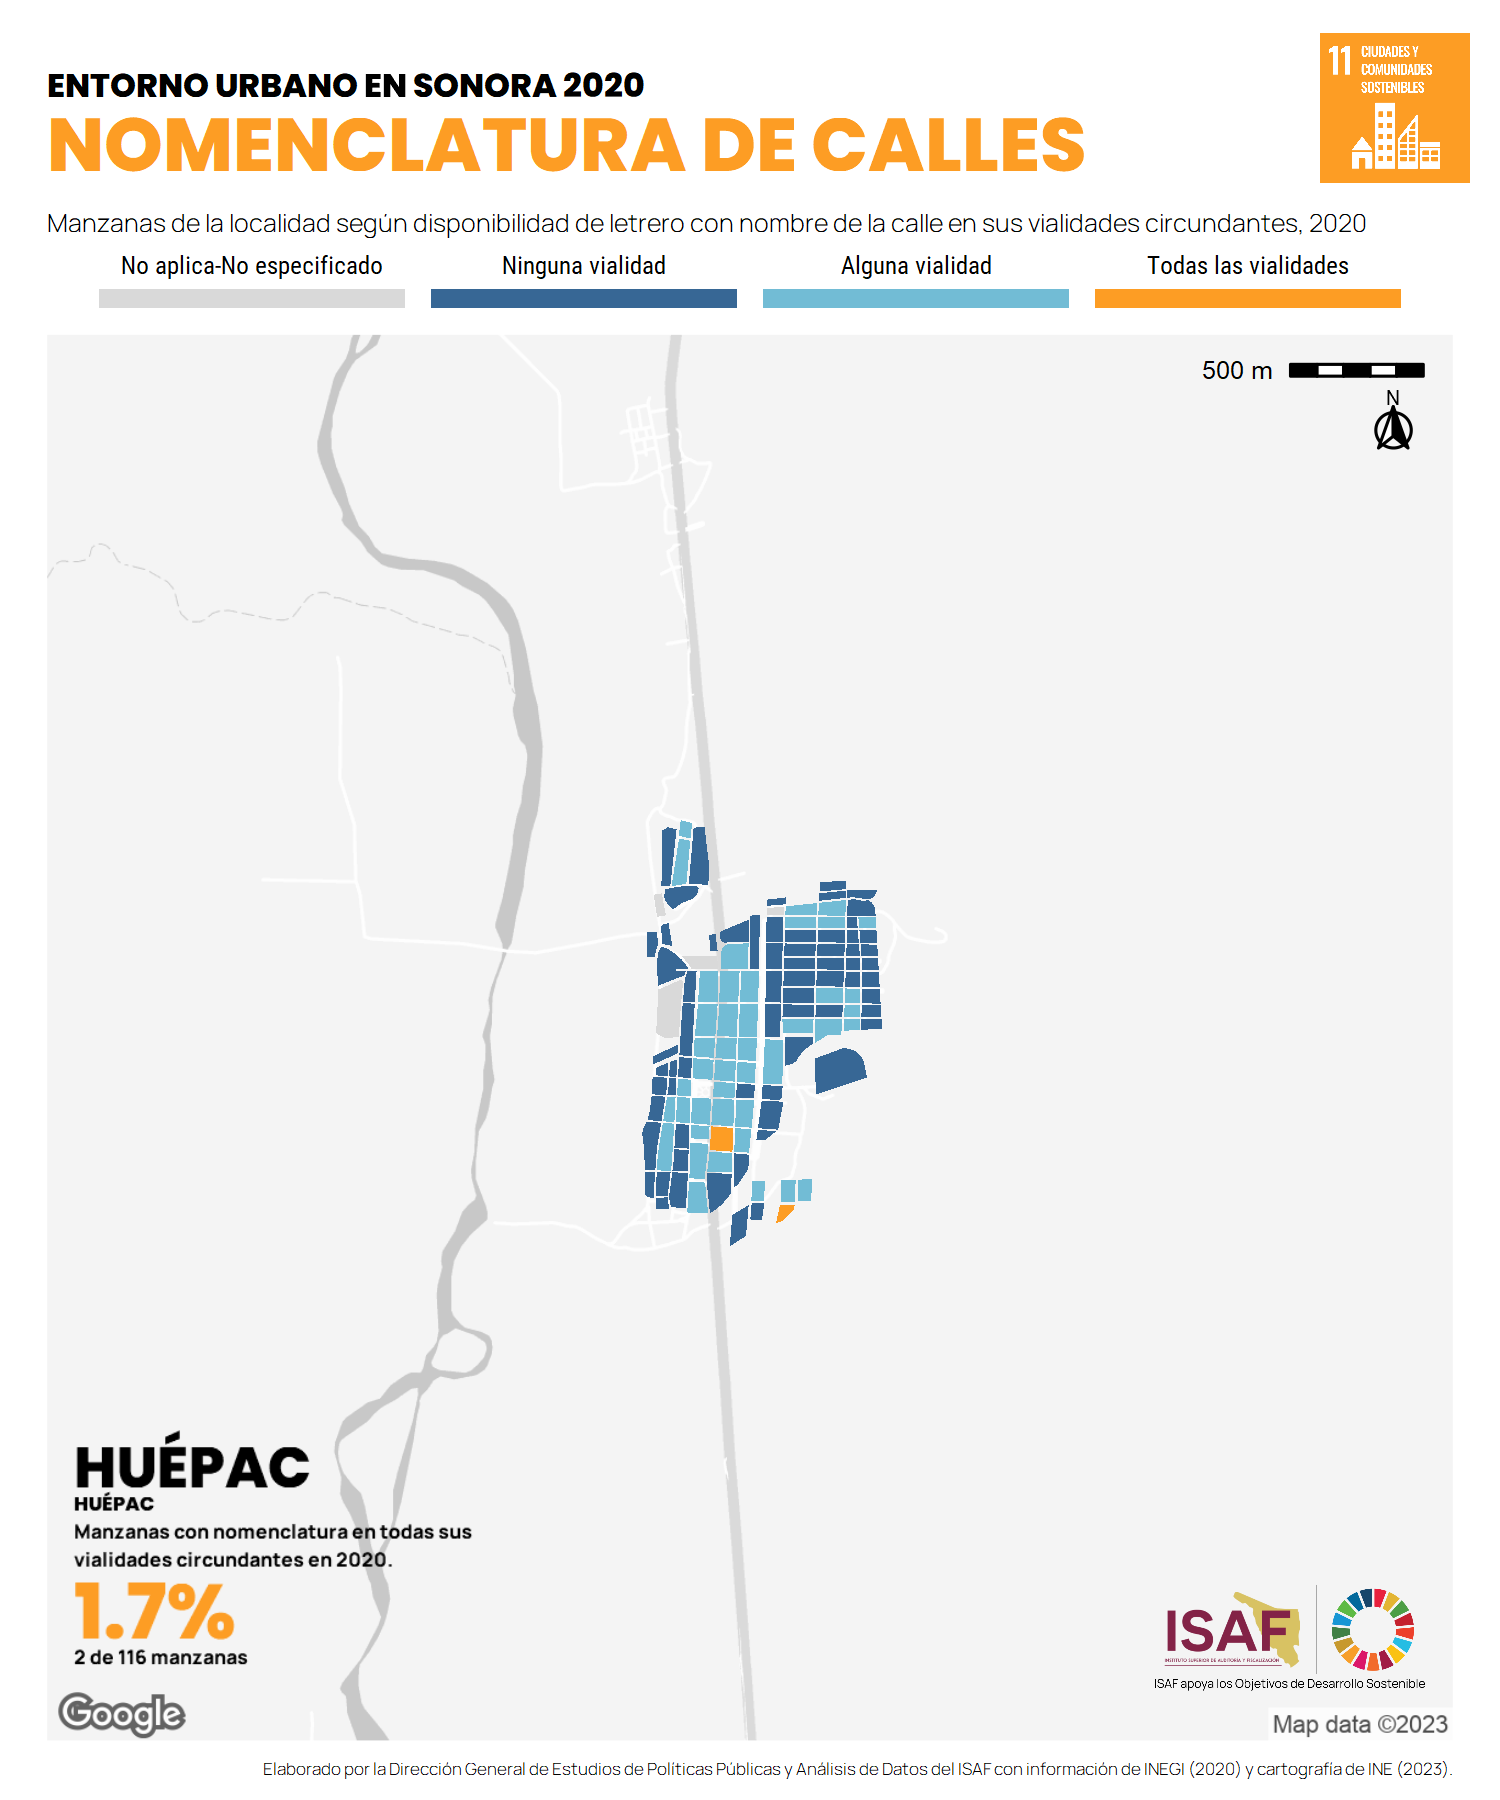 ENTORNO URBANO EN SONORA 2020
NOMENCLATURA DE CALLES
11 CIUDADES Y
COMUNIDADES
SOSTENIBLES
Manzanas de la localidad según disponibilidad de letrero con nombre de la calle en sus vialidades circundantes, 2020
No aplica-No especificado Ninguna vialidad Alguna vialidad Todas las vialidades
500 m
N
HUÉPAC
HUÉPAC
Manzanas con nomenclatura en todas sus
vialidades circundantes en 2020.
1.7%
2 de 116 manzanas
ISAF
INSTITUTO SUPERIOR DE AUDITORÍA Y FISCALIZACIÓN
ISAF apoya los Objetivos de Desarrollo Sostenible
Google
Map data ©2023
Elaborado por la Dirección General de Estudios de Políticas Públicas y Análisis de Datos del ISAF con información de INEGI (2020) y cartografía de INE (2023).